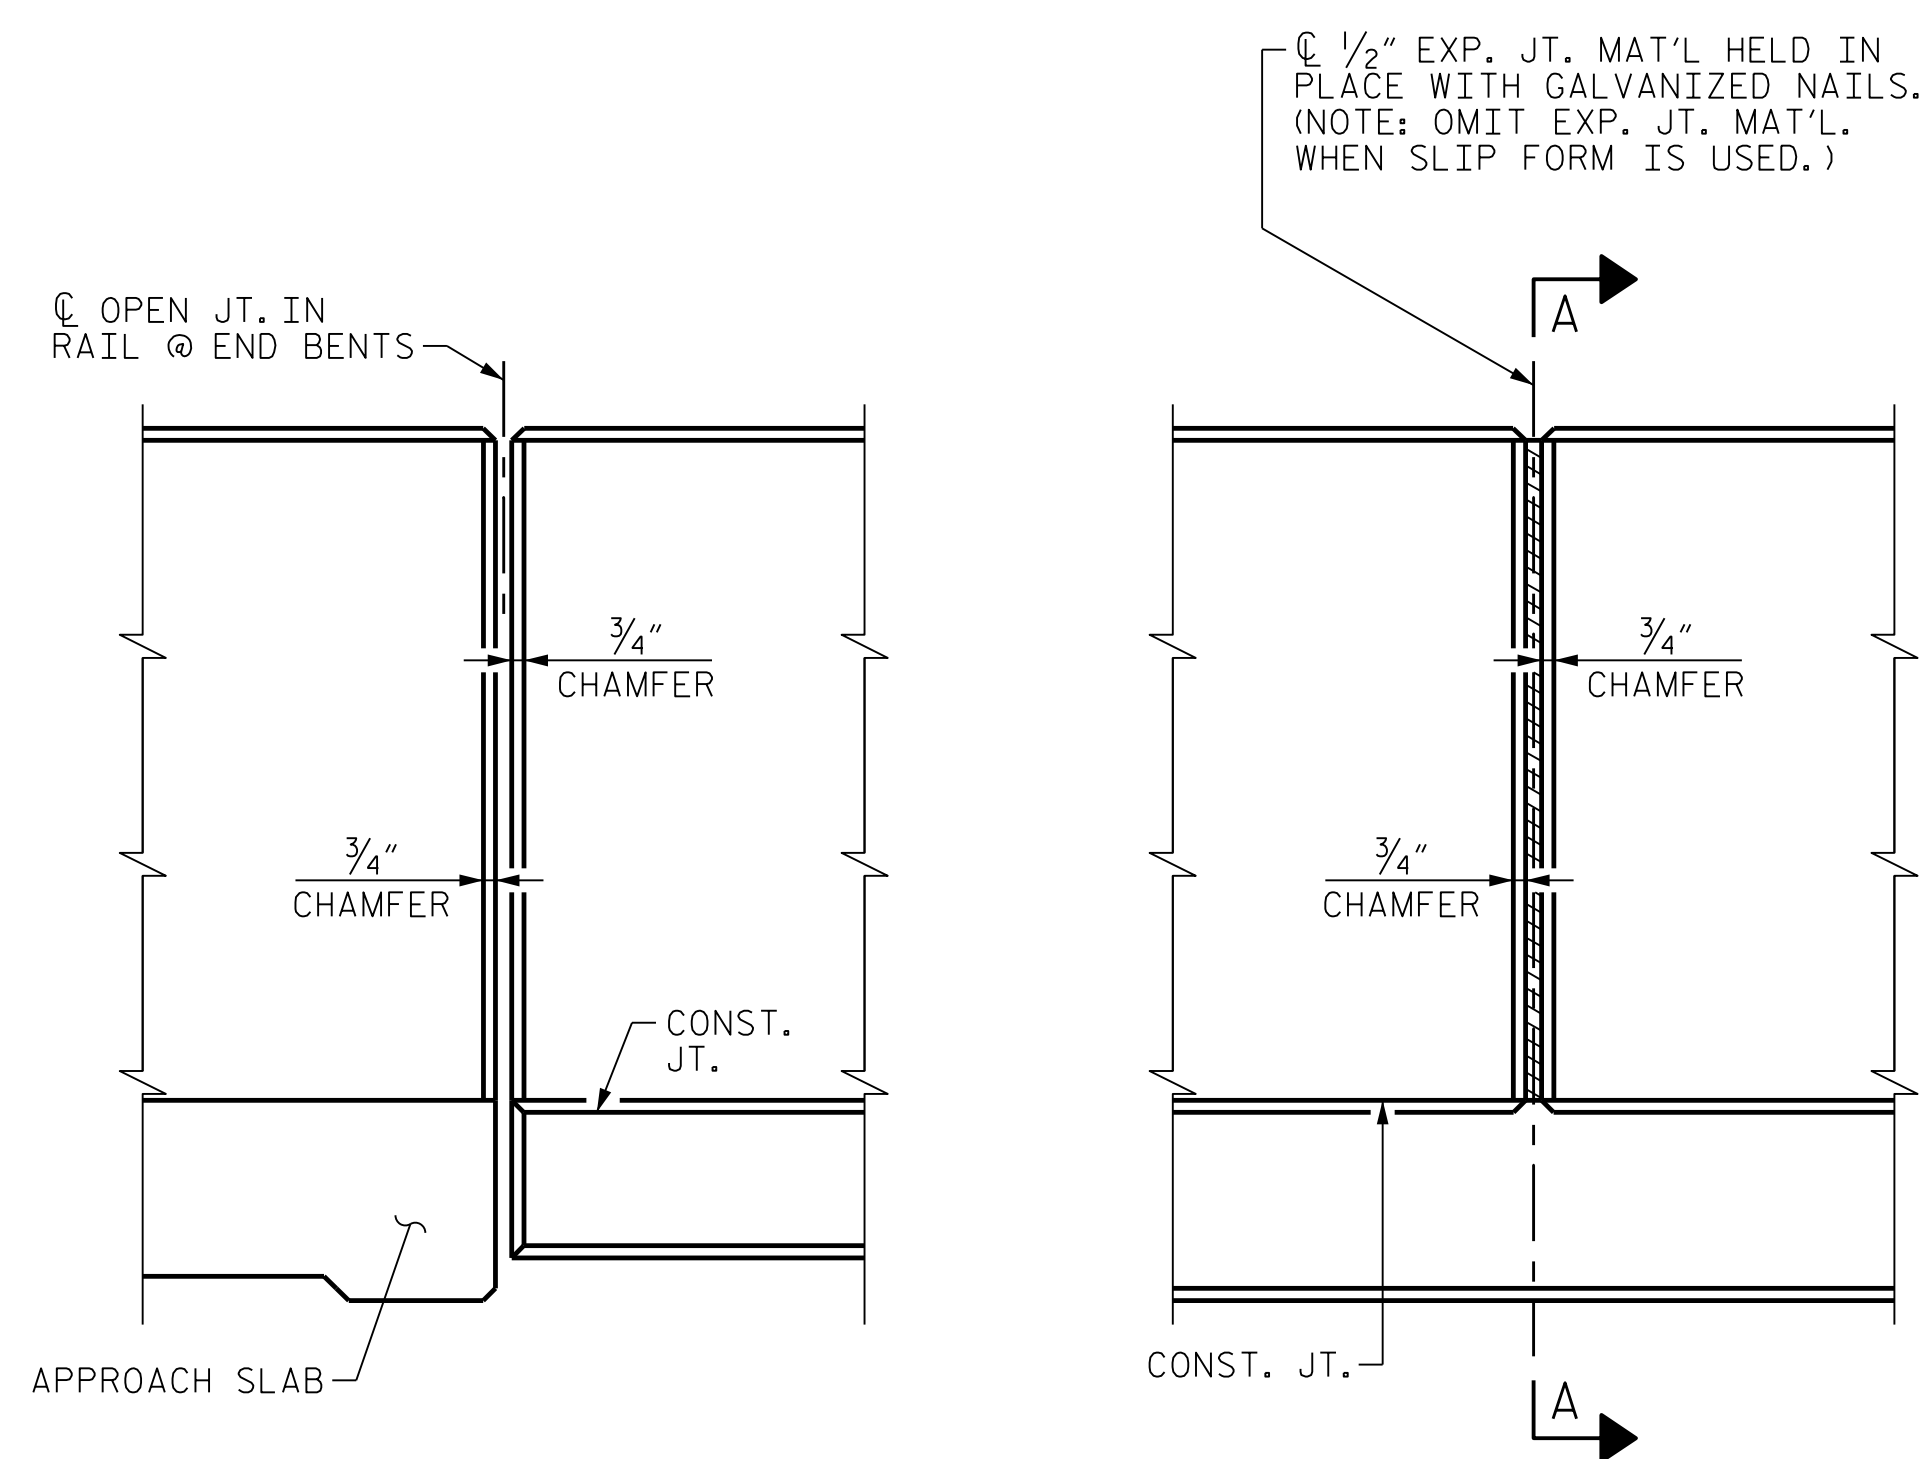 ℄ ½" EXP. JT. MAT'L HELD IN
PLACE WITH GALVANIZED NAILS.
(NOTE: OMIT EXP. JT. MAT'L.
WHEN SLIP FORM IS USED.)
A
℄ OPEN JT. IN
RAIL @ END BENTS
3/4"
CHAMFER
3/4"
CHAMFER
3/4"
CHAMFER
3/4"
CHAMFER
CONST.
JT.
CONST. JT.
APPROACH SLAB
A